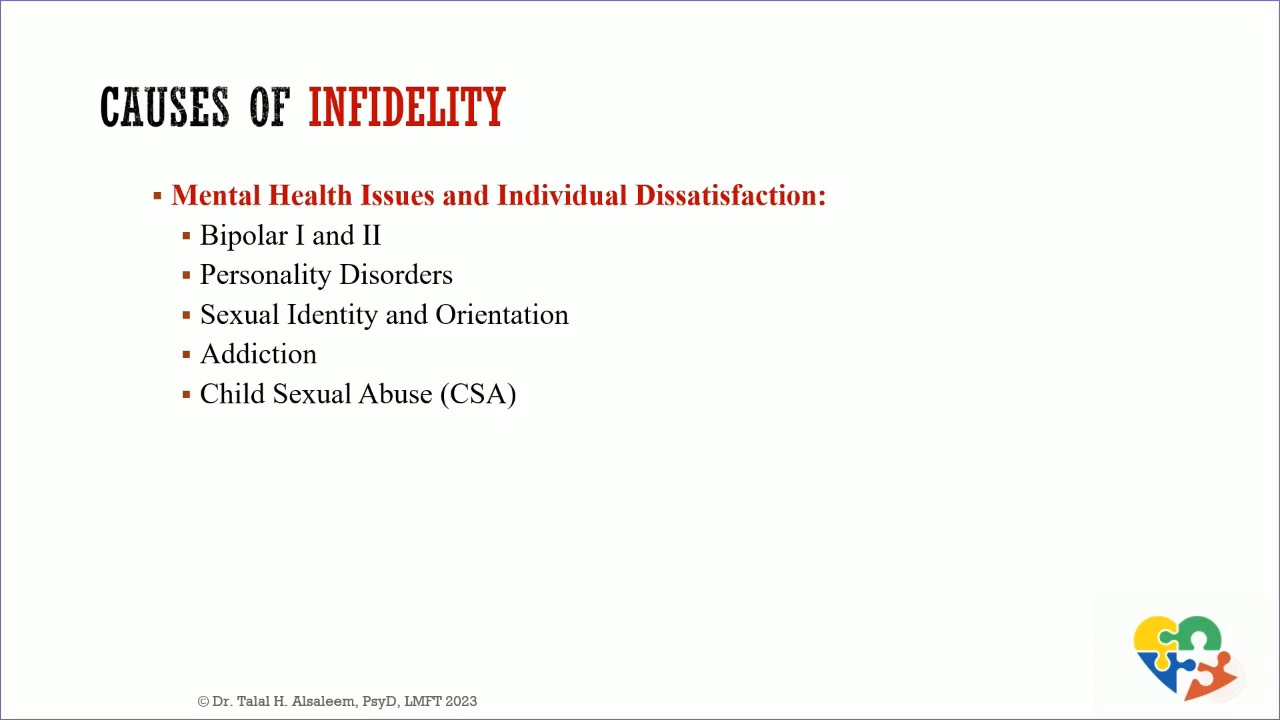 CAUSES OF INFIDELITY
▪ Mental Health Issues and Individual Dissatisfaction:
▪ Bipolar I and II
▪ Personality Disorders
▪ Sexual Identity and Orientation
▪ Addiction
▪ Child Sexual Abuse (CSA)
© Dr. Talal H. Alsaleem, PsyD, LMFT 2023